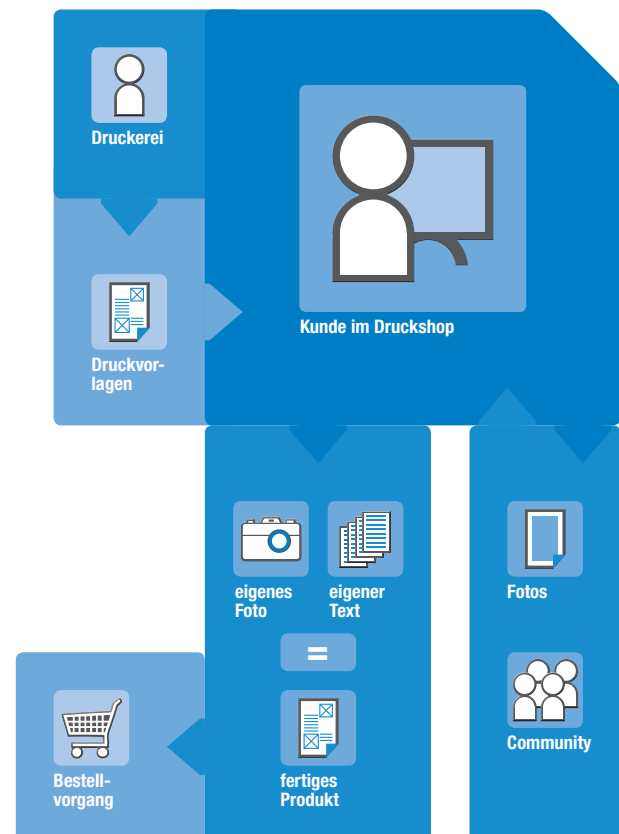 Druckerei
Kunde im Druckshop
Druckvor-
lagen
eigenes
Foto
eigener
Text
=
fertiges
Produkt
Bestell-
vorgang
Fotos
Community